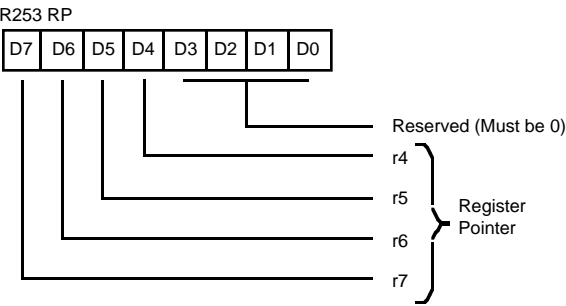 R253 RP
D7 D6 D5 D4 D3 D2 D1 D0
Reserved (Must be 0)
r4
r5
r6
r7
Register
Pointer